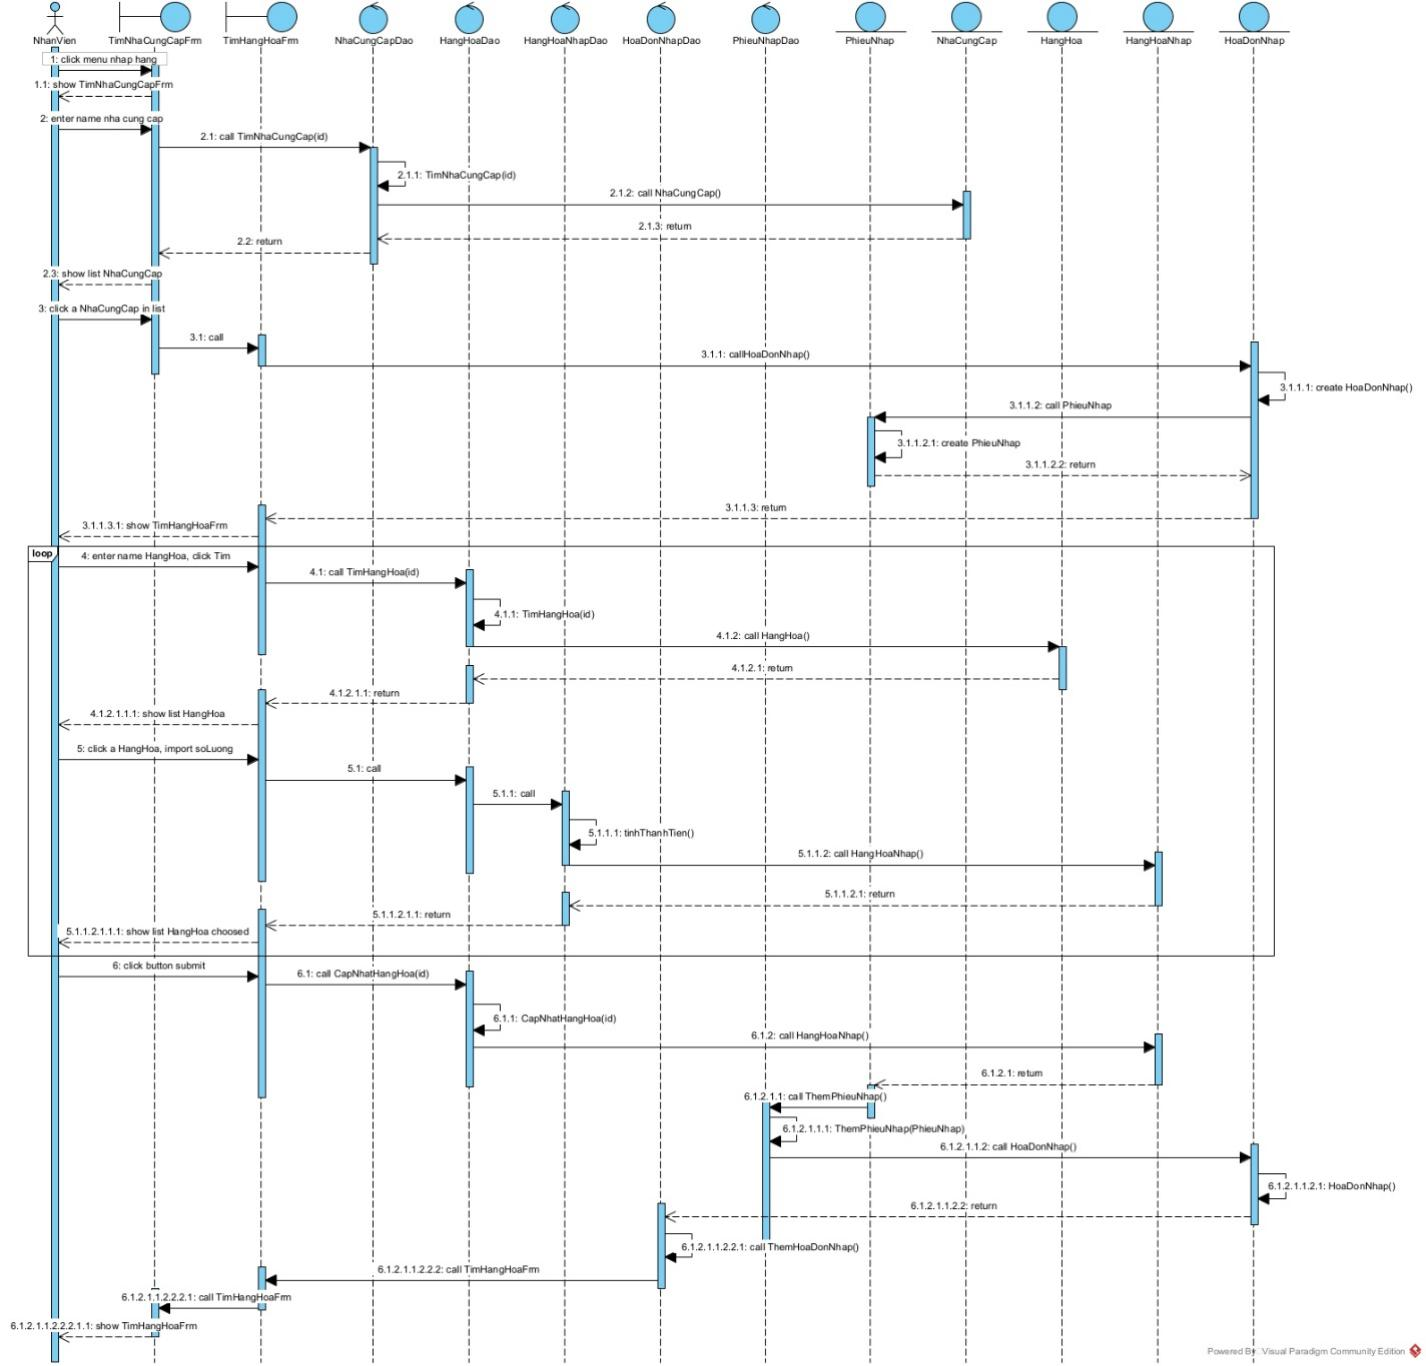 NhanVien
TimNhaCungCapFrm
TimHangHoaFrm
NhaCungCapDao
HangHoaDao
HangHoaNhapDao
HoaDonNhapDao
PhieuNhapDao
PhieuNhap
NhaCungCap
HangHoa
HangHoaNhap
HoaDonNhap
1: click menu nhap hang
1.1: show TimNhaCungCapFrm
2: enter name nha cung cap
2.1: call TimNhaCungCap(id)
2.1.1: TimNhaCungCap(id)
2.1.2: call NhaCungCap()
2.1.3: return
2.2: return
2.3: show list NhaCungCap
3: click a NhaCungCap in list
3.1: call
3.1.1: callHoaDonNhap()
3.1.1.1: create HoaDonNhap()
3.1.1.2: call PhieuNhap
3.1.1.2.1: create PhieuNhap
3.1.1.2.2: return
3.1.1.3: return
3.1.1.3.1: show TimHangHoaFrm
loop
4: enter name HangHoa, click Tim
4.1: call TimHangHoa(id)
4.1.1: TimHangHoa(id)
4.1.2: call HangHoa()
4.1.2.1: return
4.1.2.1.1: return
4.1.2.1.1.1: show list HangHoa
5: click a HangHoa, import soLuong
5.1: call
5.1.1: call
5.1.1.1: tinhThanhTien()
5.1.1.2: call HangHoaNhap()
5.1.1.2.1: return
5.1.1.2.1.1: return
5.1.1.2.1.1.1: show list HangHoa choosed
6: click button submit
6.1: call CapNhatHangHoa(id)
6.1.1: CapNhatHangHoa(id)
6.1.2: call HangHoaNhap()
6.1.2.1: return
6.1.2.1.1: call ThemPhieuNhap()
6.1.2.1.1.1: ThemPhieuNhap(PhieuNhap)
6.1.2.1.1.2: call HoaDonNhap()
6.1.2.1.1.2.1: HoaDonNhap()
6.1.2.1.1.2.2: return
6.1.2.1.1.2.2.1: call ThemHoaDonNhap()
6.1.2.1.1.2.2.2: call TimHangHoaFrm
6.1.2.1.1.2.2.2.1: call TimHangHoaFrm
6.1.2.1.1.2.2.2.1.1: show TimHangHoaFrm
Powered By: Visual Paradigm Community Edition